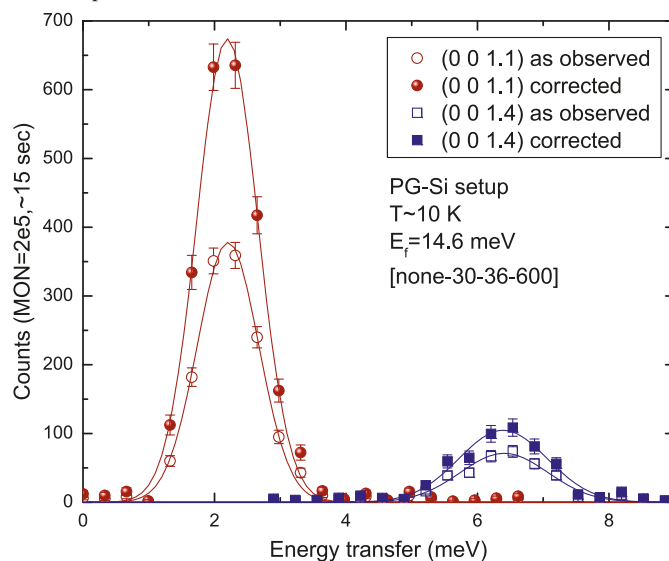 700
600
500
400
300
200
100
0
Counts (MON=2e5,~15 sec)
(0 0 1.1) as observed
(0 0 1.1) corrected
(0 0 1.4) as observed
(0 0 1.4) corrected
PG-Si setup
T~10 K
E_f=14.6 meV
[none-30-36-600]
0 2 4 6 8
Energy transfer (meV)